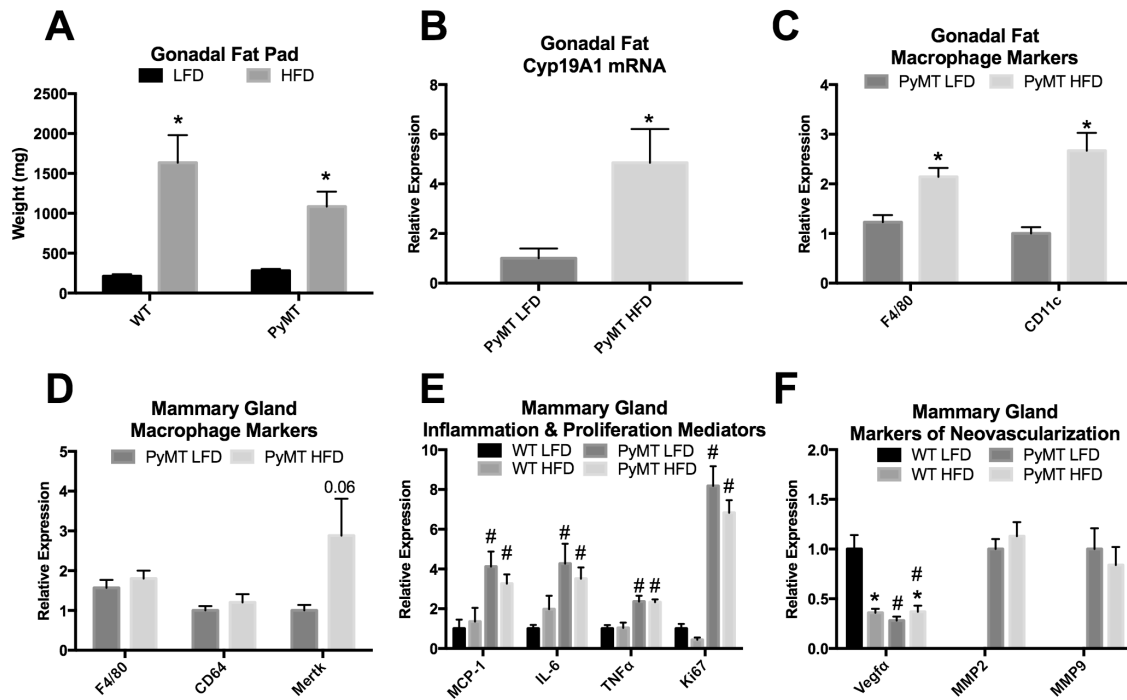 A
Gonadal Fat Pad
LFD HFD
Weight (mg)
2500
2000
1500
1000
500
0
*
*
WT PyMT
B
Gonadal Fat
Cyp19A1 mRNA
Relative Expression
8
6
4
2
0
*
PyMT LFD PyMT HFD
C
Gonadal Fat
Macrophage Markers
PyMT LFD PyMT HFD
Relative Expression
4
3
2
1
0
*
*
F4/80 CD11c
D
Mammary Gland
Macrophage Markers
PyMT LFD PyMT HFD
Relative Expression
5
4
3
2
1
0
0.06
F4/80 CD64 Mertk
E
Mammary Gland
Inflammation & Proliferation Mediators
WT LFD PyMT LFD
WT HFD PyMT HFD
Relative Expression
10
8
6
4
2
0
# #
# #
# #
# #
MCP-1 IL-6 TNFα Ki67
F
Mammary Gland
Markers of Neovascularization
WT LFD PyMT LFD
WT HFD PyMT HFD
Relative Expression
2.0
1.5
1.0
0.5
0.0
#
* # *
Vegfα MMP2 MMP9